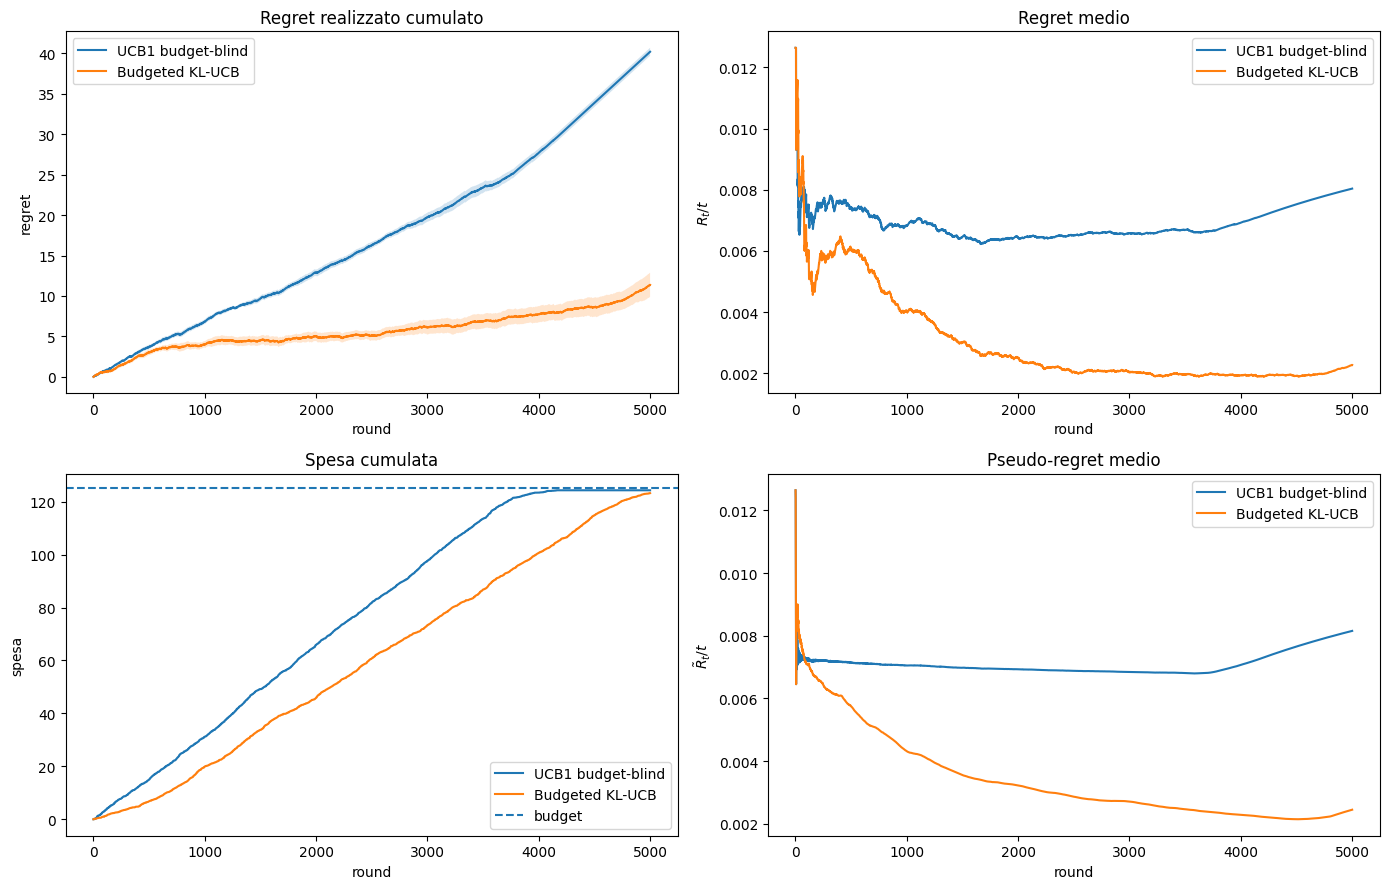 Regret realizzato cumulato
UCB1 budget-blind
Budgeted KL-UCB
regret
40
35
30
25
20
15
10
5
0
0 1000 2000 3000 4000 5000
round
Regret medio
UCB1 budget-blind
Budgeted KL-UCB
R_t/t
0.012
0.010
0.008
0.006
0.004
0.002
0 1000 2000 3000 4000 5000
round
Spesa cumulata
spesa
120
100
80
60
40
20
0
UCB1 budget-blind
Budgeted KL-UCB
budget
0 1000 2000 3000 4000 5000
round
Pseudo-regret medio
UCB1 budget-blind
Budgeted KL-UCB
R̃_t/t
0.012
0.010
0.008
0.006
0.004
0.002
0 1000 2000 3000 4000 5000
round